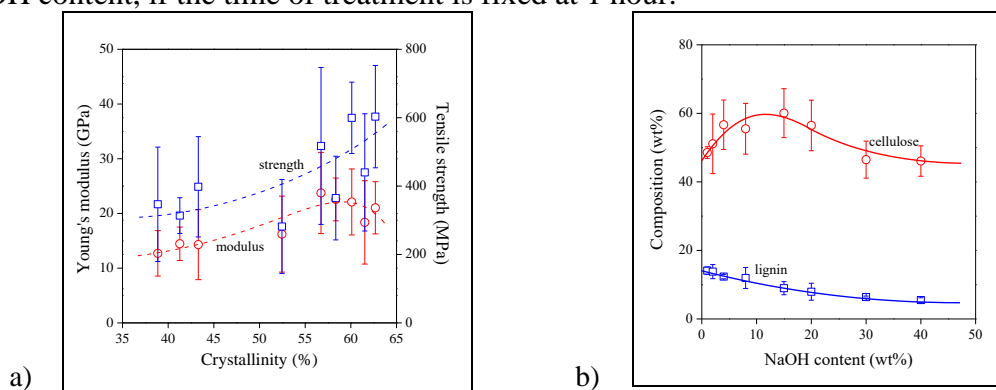 OH content, if the time of treatment is fixed at 1 hour.
50
40
30
20
10
0
35 40 45 50 55 60 65
800
600
400
200
0
Young's modulus (GPa)
Tensile strength (MPa)
Crystallinity (%)
strength
modulus
a)
80
60
40
20
0
0 10 20 30 40 50
Composition (wt%)
NaOH content (wt%)
cellulose
lignin
b)